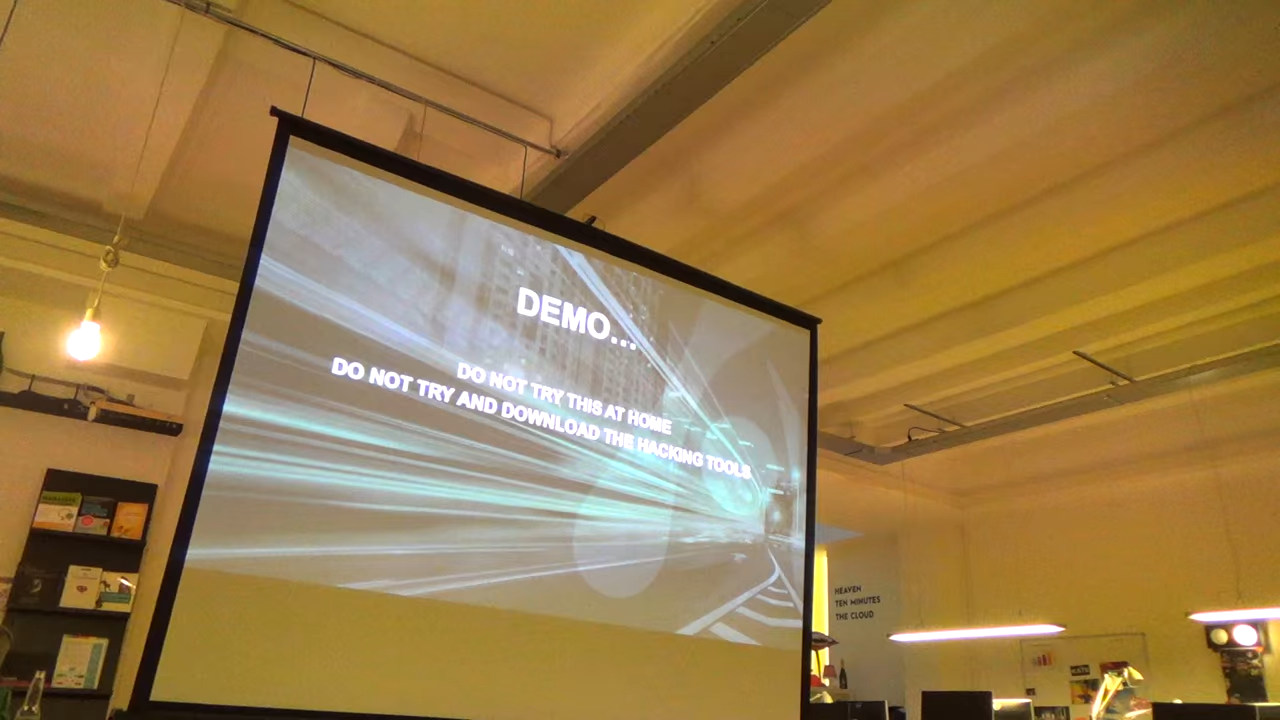 DEMO...
DO NOT TRY THIS AT HOME
DO NOT TRY AND DOWNLOAD THE HACKING TOOLS
HEAVEN
TEN MINUTES
THE CLOUD